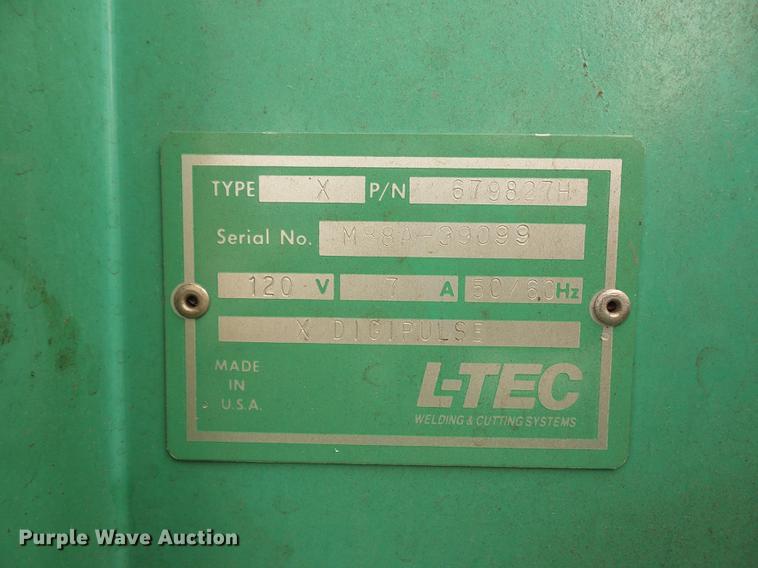 TYPE X P/N 679827H
Serial No. M88A-39099
120 V 7 A 50/60Hz
X DIGIPULSE
MADE
IN
U.S.A.
L-TEC
WELDING & CUTTING SYSTEMS
Purple Wave Auction